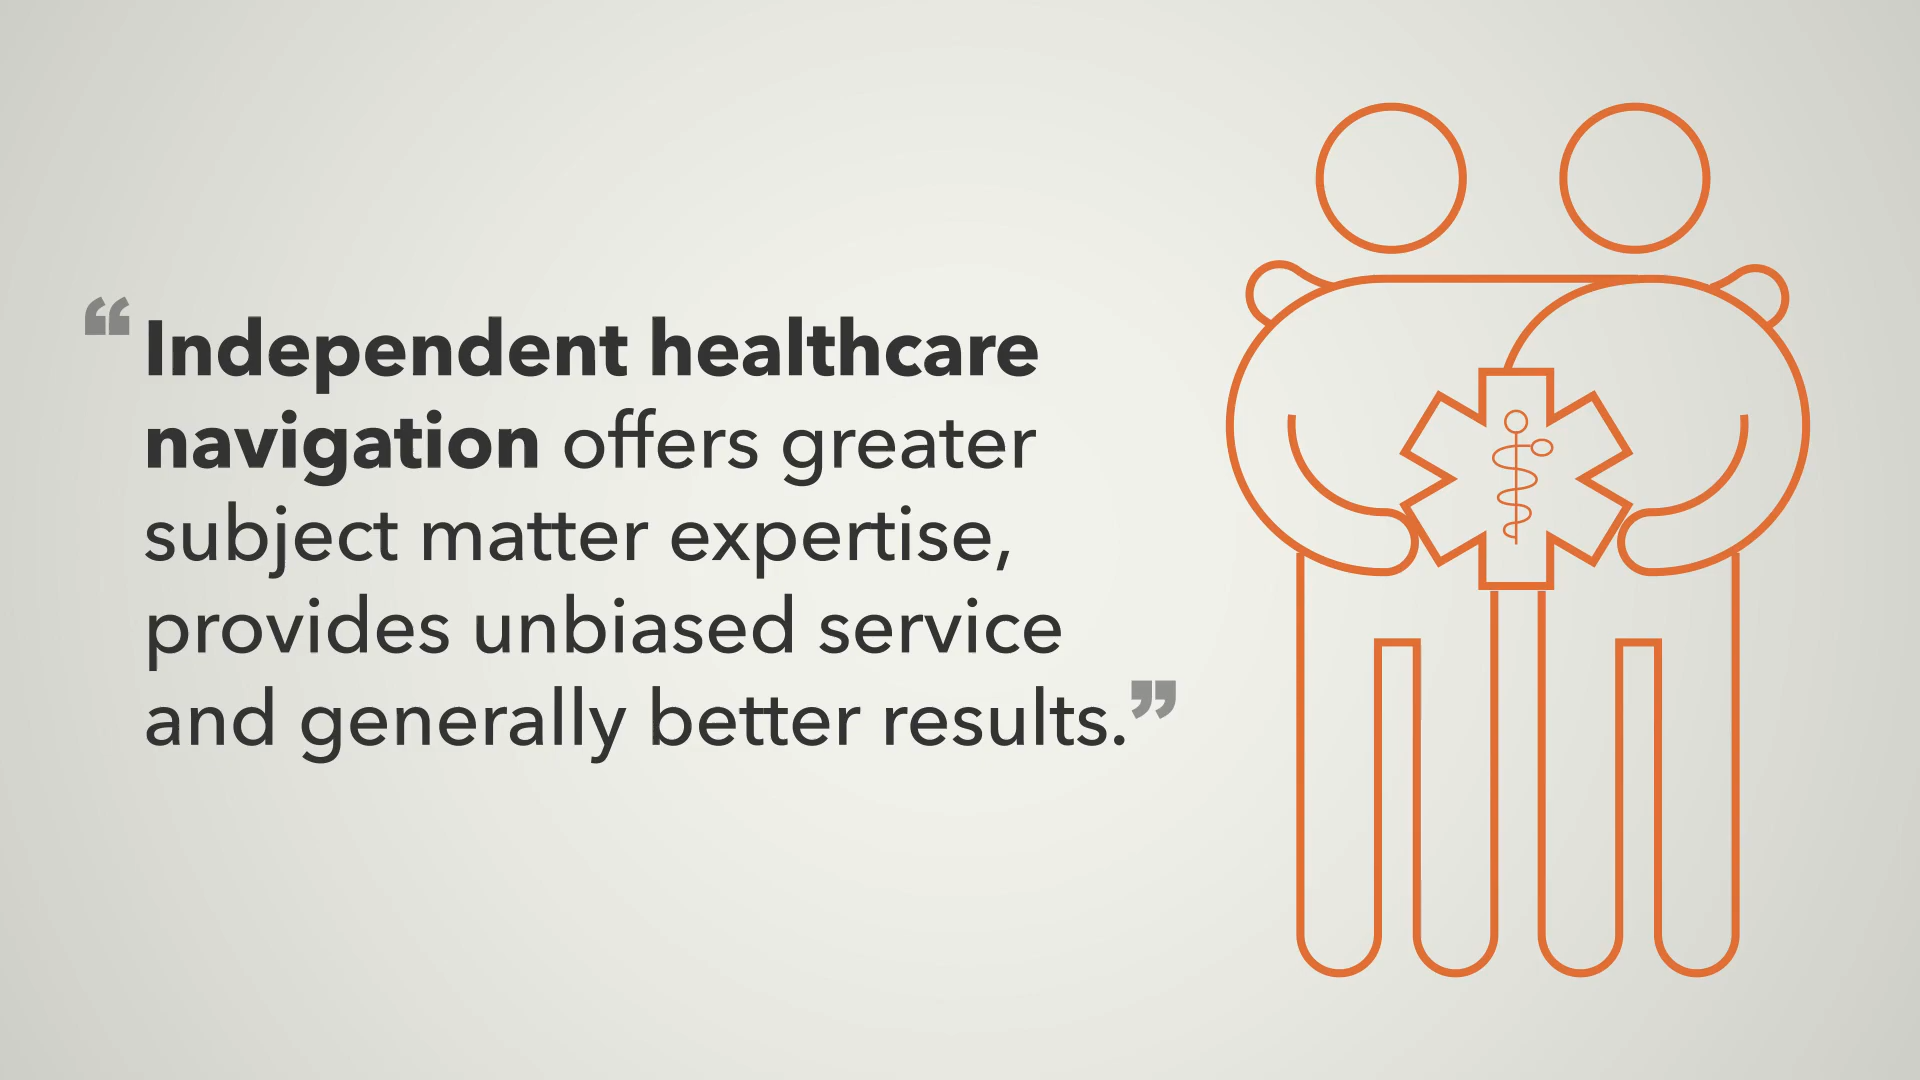 “Independent healthcare
navigation offers greater
subject matter expertise,
provides unbiased service
and generally better results.”